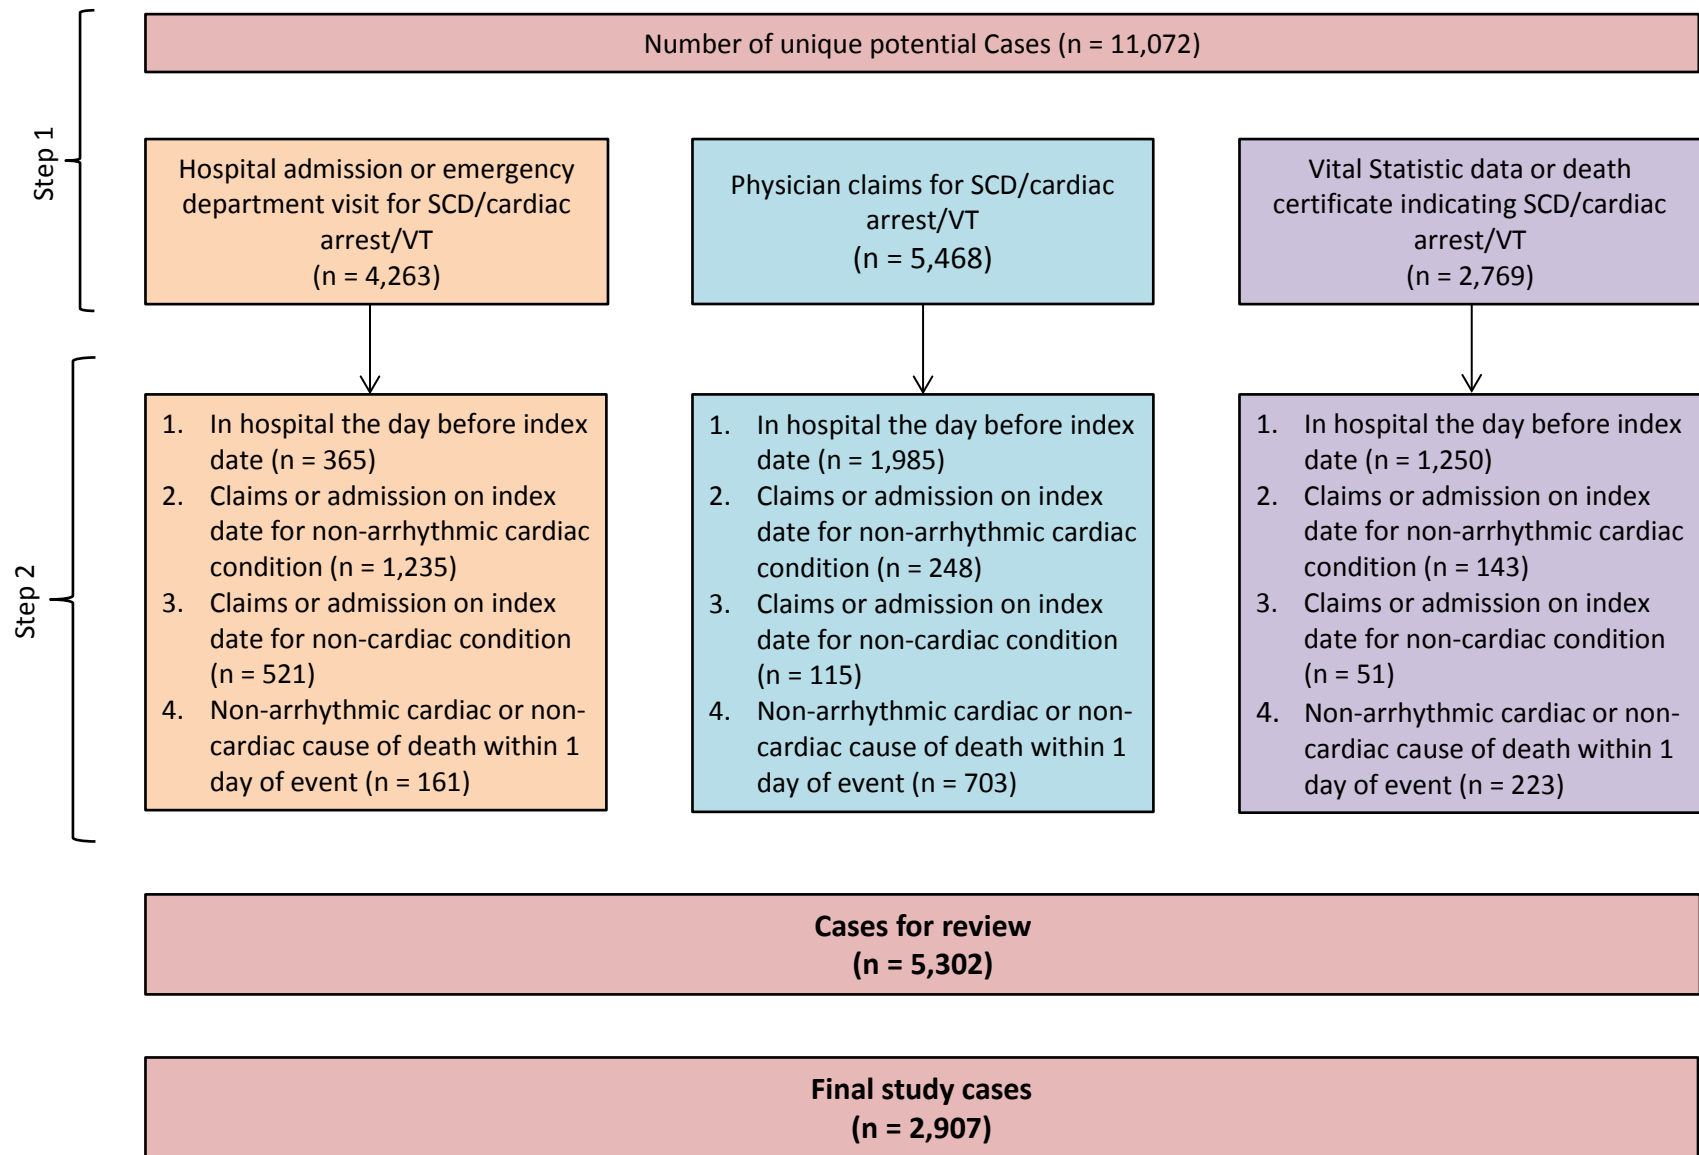 Number of unique potential Cases (n = 11,072)
Step 1
Hospital admission or emergency
department visit for SCD/cardiac
arrest/VT
(n = 4,263)
Physician claims for SCD/cardiac
arrest/VT
(n = 5,468)
Vital Statistic data or death
certificate indicating SCD/cardiac
arrest/VT
(n = 2,769)
Step 2
1. In hospital the day before index
date (n = 365)
2. Claims or admission on index
date for non-arrhythmic cardiac
condition (n = 1,235)
3. Claims or admission on index
date for non-cardiac condition
(n = 521)
4. Non-arrhythmic cardiac or non-
cardiac cause of death within 1
day of event (n = 161)
1. In hospital the day before index
date (n = 1,985)
2. Claims or admission on index
date for non-arrhythmic cardiac
condition (n = 248)
3. Claims or admission on index
date for non-cardiac condition
(n = 115)
4. Non-arrhythmic cardiac or non-
cardiac cause of death within 1
day of event (n = 703)
1. In hospital the day before index
date (n = 1,250)
2. Claims or admission on index
date for non-arrhythmic cardiac
condition (n = 143)
3. Claims or admission on index
date for non-cardiac condition
(n = 51)
4. Non-arrhythmic cardiac or non-
cardiac cause of death within 1
day of event (n = 223)
Cases for review
(n = 5,302)
Final study cases
(n = 2,907)